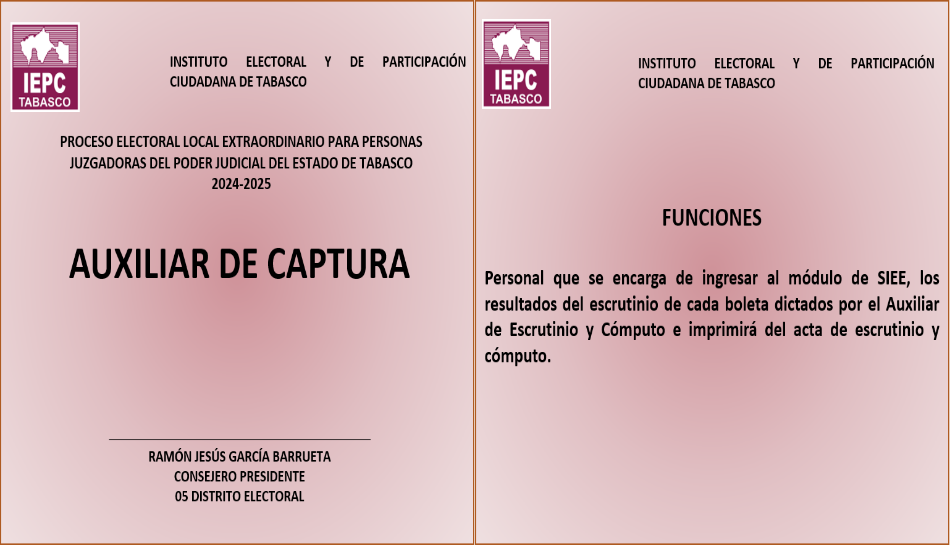 IEPC
TABASCO
INSTITUTO ELECTORAL Y DE PARTICIPACIÓN
CIUDADANA DE TABASCO
PROCESO ELECTORAL LOCAL EXTRAORDINARIO PARA PERSONAS
JUZGADORAS DEL PODER JUDICIAL DEL ESTADO DE TABASCO
2024-2025
AUXILIAR DE CAPTURA
RAMÓN JESÚS GARCÍA BARRUETA
CONSEJERO PRESIDENTE
05 DISTRITO ELECTORAL
IEPC
TABASCO
INSTITUTO ELECTORAL Y DE PARTICIPACIÓN
CIUDADANA DE TABASCO
FUNCIONES
Personal que se encarga de ingresar al módulo de SIEE, los
resultados del escrutinio de cada boleta dictados por el Auxiliar
de Escrutinio y Cómputo e imprimirá del acta de escrutinio y
cómputo.